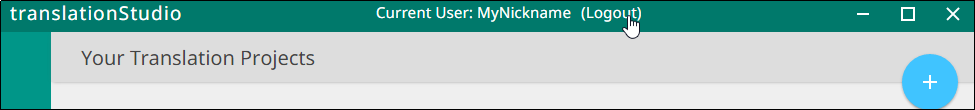 translationStudio Current User: MyNickname (Logout)
Your Translation Projects
+